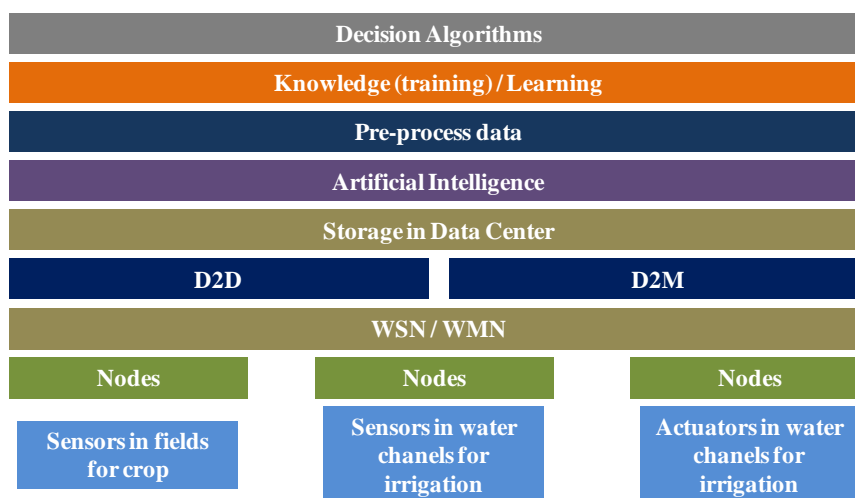 Decision Algorithms
Knowledge (training) / Learning
Pre-process data
Artificial Intelligence
Storage in Data Center
D2D
D2M
WSN / WMN
Nodes
Nodes
Nodes
Sensors in fields
for crop
Sensors in water
chanels for
irrigation
Actuators in water
chanels for
irrigation